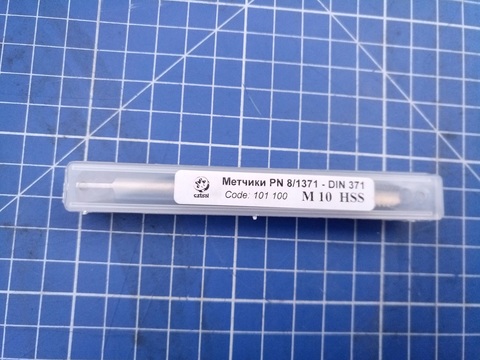 Метчики PN 8/1371 - DIN 371
Code: 101 100 M 10 HSS